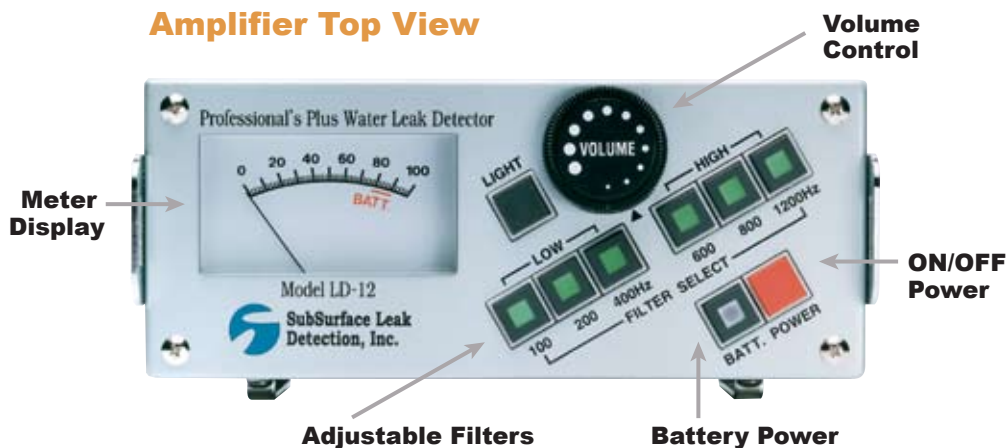 Amplifier Top View
Volume
Control
Professional's Plus Water Leak Detector
0 20 40 60 80 100
BATT.
Meter
Display
LIGHT
VOLUME
HIGH
600 800 1200Hz
LOW
100 200 400Hz
FILTER SELECT
ON/OFF
Power
Model LD-12
SubSurface Leak
Detection, Inc.
BATT. POWER
Adjustable Filters
Battery Power